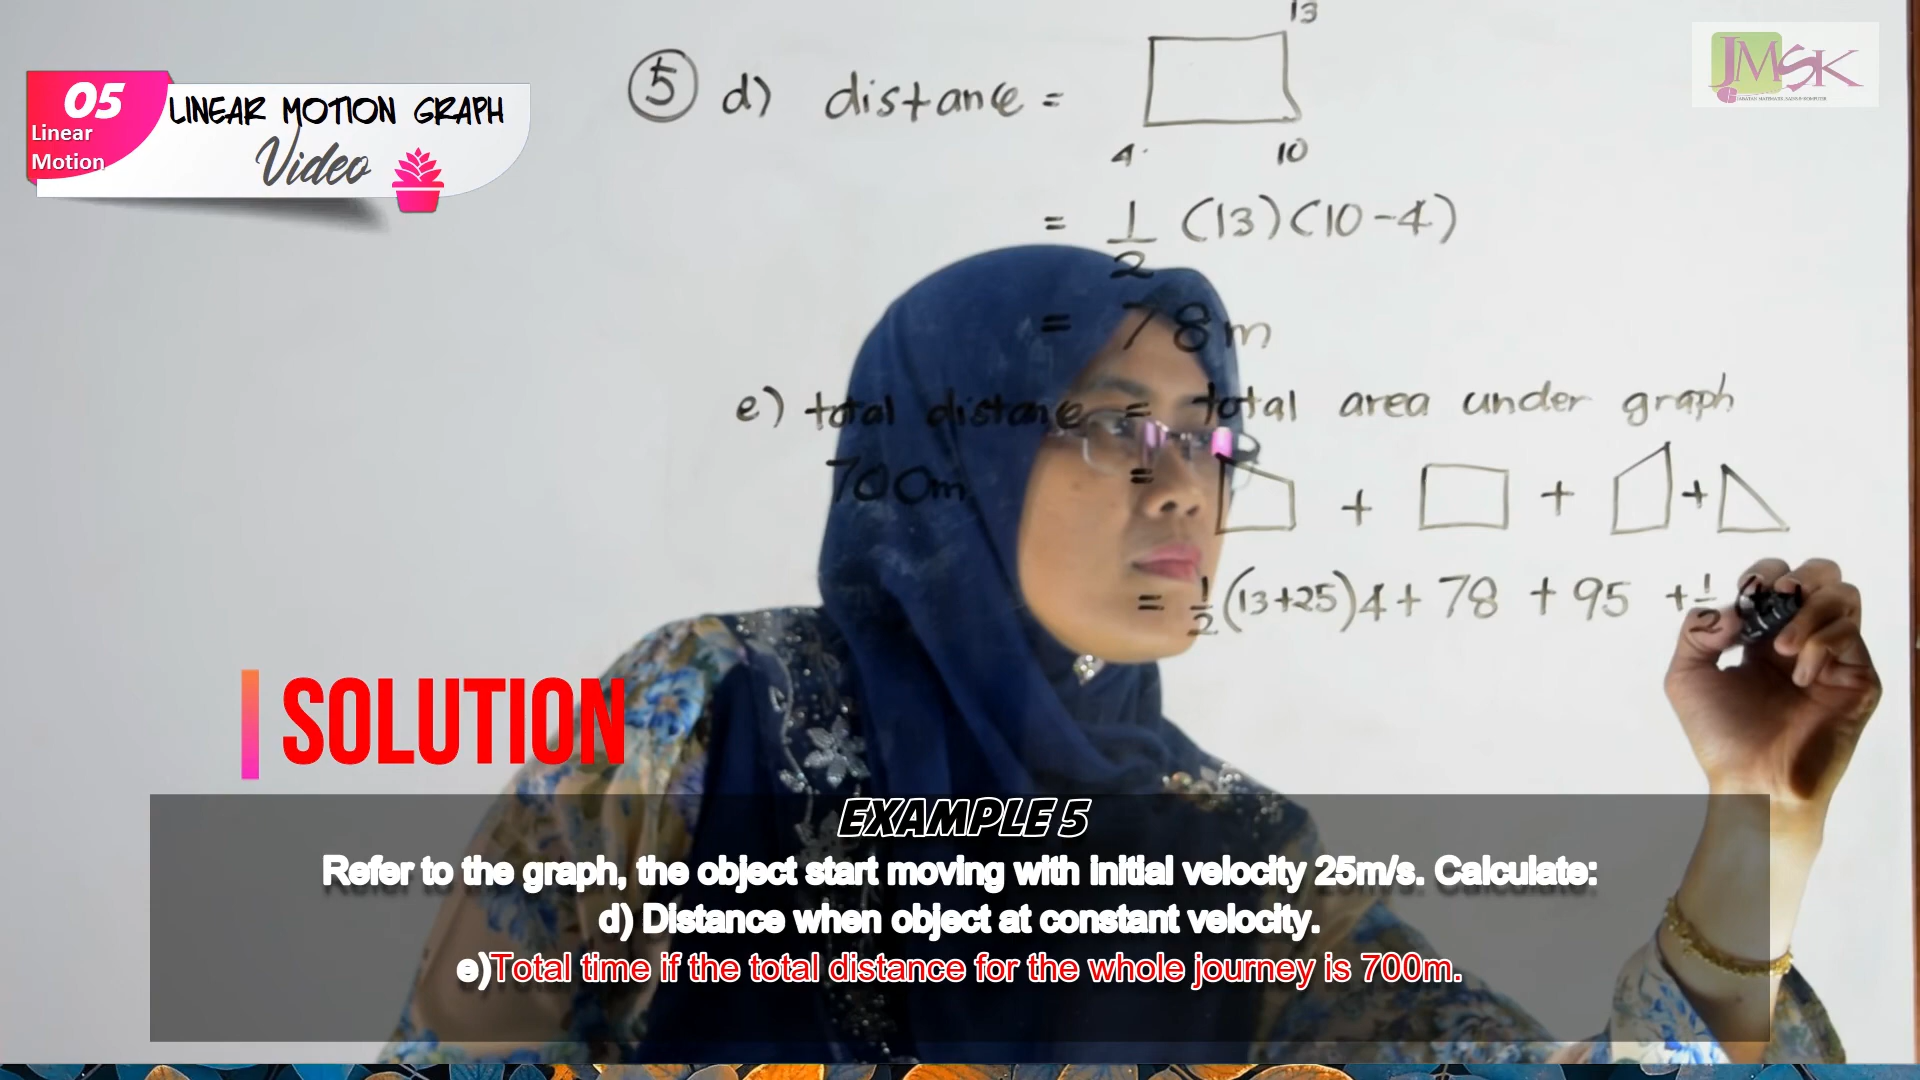 05
Linear
Motion
LINEAR MOTION GRAPH
Video
JMSK
5 d) distance =
13
4 10
= 1/2 (13)(10-4)
= 78m
e) total distance = total area under graph
700m = + + +
= 1/2 (13+25)4 + 78 + 95 + 1/2
SOLUTION
EXAMPLE 5
Refer to the graph, the object start moving with initial velocity 25m/s. Calculate:
d) Distance when object at constant velocity.
e)Total time if the total distance for the whole journey is 700m.